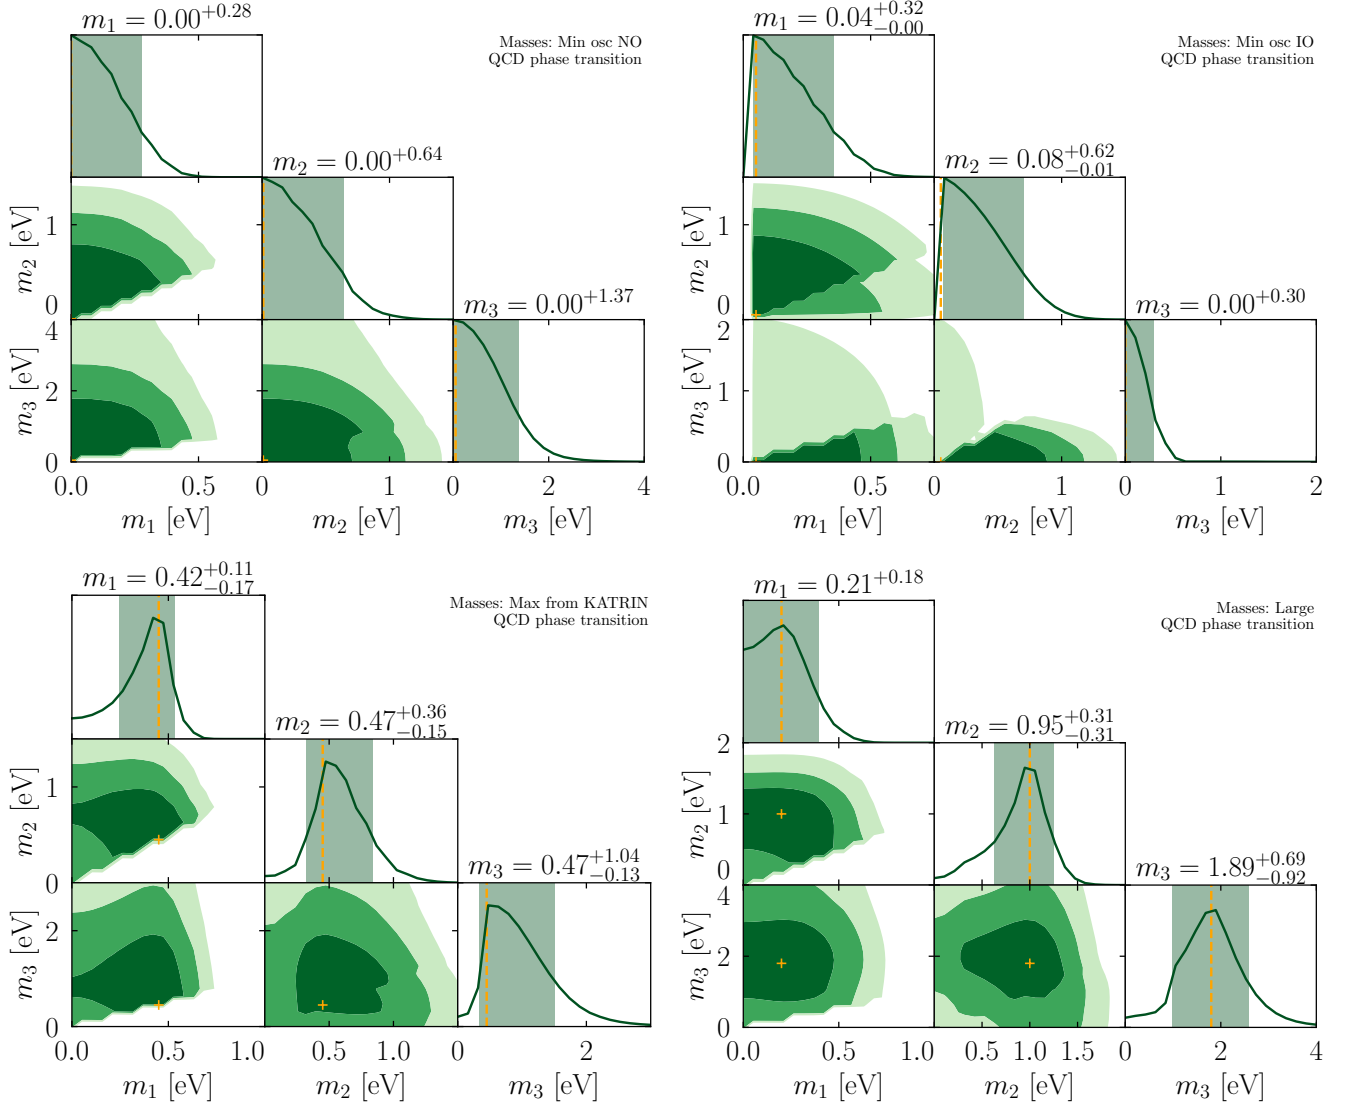 m₁ = 0.00⁺⁰·²⁸
Masses: Min osc NO
QCD phase transition
m₂ = 0.00⁺⁰·⁶⁴
m₃ = 0.00⁺¹·³⁷
m₂ [eV]
1
0
m₃ [eV]
4
2
0
0.0 0.5
0 1
0 2 4
m₁ [eV]
m₂ [eV]
m₃ [eV]
m₁ = 0.04 +0.32 −0.00
Masses: Min osc IO
QCD phase transition
m₂ = 0.08 +0.62 −0.01
m₃ = 0.00⁺⁰·³⁰
m₂ [eV]
1
0
m₃ [eV]
2
1
0
0.0 0.5
0 1
0 1 2
m₁ [eV]
m₂ [eV]
m₃ [eV]
m₁ = 0.42 +0.11 −0.17
Masses: Max from KATRIN
QCD phase transition
m₂ = 0.47 +0.36 −0.15
m₃ = 0.47 +1.04 −0.13
m₂ [eV]
1
0
m₃ [eV]
2
0
0.0 0.5 1.0
0.5 1.0
0 2
m₁ [eV]
m₂ [eV]
m₃ [eV]
m₁ = 0.21⁺⁰·¹⁸
Masses: Large
QCD phase transition
m₂ = 0.95 +0.31 −0.31
m₃ = 1.89 +0.69 −0.92
m₂ [eV]
2
1
0
m₃ [eV]
4
2
0
0.0 0.5 1.0
0.5 1.0 1.5
0 2 4
m₁ [eV]
m₂ [eV]
m₃ [eV]